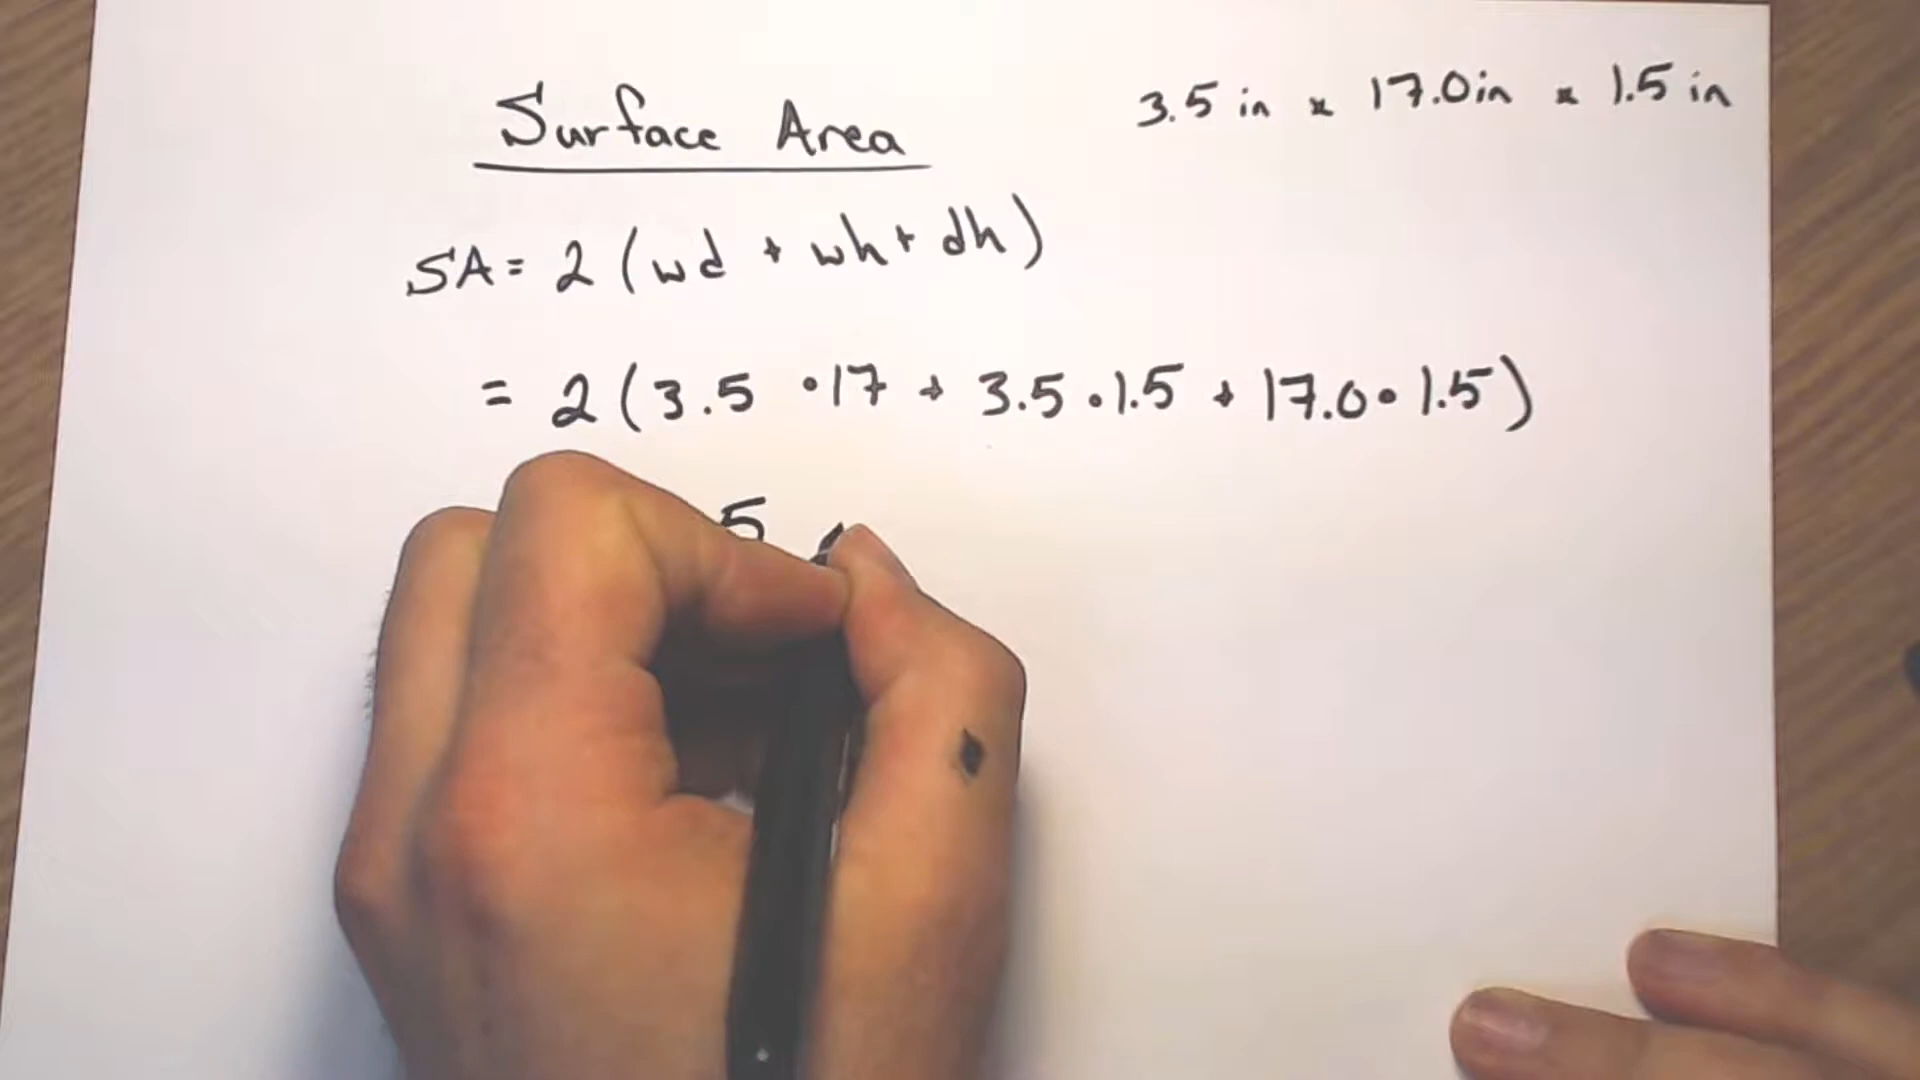 Surface Area
3.5 in x 17.0in x 1.5 in
SA = 2 (wd + wh + dh)
= 2 (3.5 • 17 + 3.5 • 1.5 + 17.0 • 1.5)
5